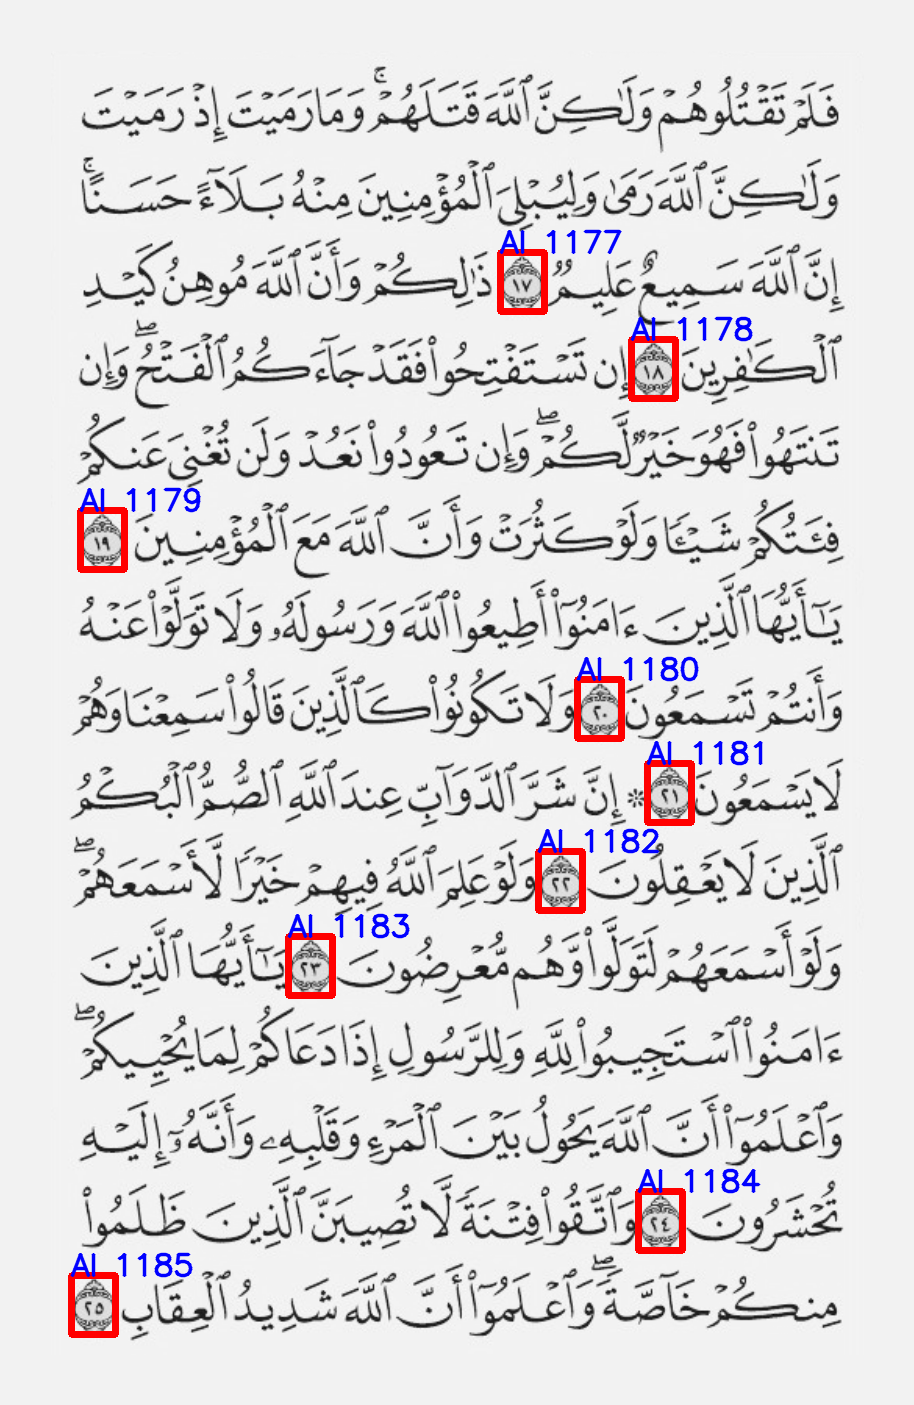 فَلَمْ تَقْتُلُوهُمْ وَلَٰكِنَّ ٱللَّهَ قَتَلَهُمْۚ وَمَا رَمَيْتَ إِذْ رَمَيْتَ
وَلَٰكِنَّ ٱللَّهَ رَمَىٰ وَلِيُبْلِيَ ٱلْمُؤْمِنِينَ مِنْهُ بَلَآءً حَسَنًاۚ
AI 1177
إِنَّ ٱللَّهَ سَمِيعٌ عَلِيمٌ ١٧ ذَٰلِكُمْ وَأَنَّ ٱللَّهَ مُوهِنُ كَيْدِ
AI 1178
ٱلْكَٰفِرِينَ ١٨ إِن تَسْتَفْتِحُوا۟ فَقَدْ جَآءَكُمُ ٱلْفَتْحُۖ وَإِن
تَنتَهُوا۟ فَهُوَ خَيْرٌ لَّكُمْۖ وَإِن تَعُودُوا۟ نَعُدْ وَلَن تُغْنِيَ عَنكُمْ
AI 1179
فِئَتُكُمْ شَيْـًٔا وَلَوْ كَثُرَتْ وَأَنَّ ٱللَّهَ مَعَ ٱلْمُؤْمِنِينَ ١٩
يَٰٓأَيُّهَا ٱلَّذِينَ ءَامَنُوٓا۟ أَطِيعُوا۟ ٱللَّهَ وَرَسُولَهُۥ وَلَا تَوَلَّوْا۟ عَنْهُ
AI 1180
وَأَنتُمْ تَسْمَعُونَ ٢٠ وَلَا تَكُونُوا۟ كَٱلَّذِينَ قَالُوا۟ سَمِعْنَا وَهُمْ
AI 1181
لَا يَسْمَعُونَ ٢١ ۞ إِنَّ شَرَّ ٱلدَّوَآبِّ عِندَ ٱللَّهِ ٱلصُّمُّ ٱلْبُكْمُ
AI 1182
ٱلَّذِينَ لَا يَعْقِلُونَ ٢٢ وَلَوْ عَلِمَ ٱللَّهُ فِيهِمْ خَيْرًا لَّأَسْمَعَهُمْۖ
AI 1183
وَلَوْ أَسْمَعَهُمْ لَتَوَلَّوا۟ وَّهُم مُّعْرِضُونَ ٢٣ يَٰٓأَيُّهَا ٱلَّذِينَ
ءَامَنُوا۟ ٱسْتَجِيبُوا۟ لِلَّهِ وَلِلرَّسُولِ إِذَا دَعَاكُمْ لِمَا يُحْيِيكُمْۖ
وَٱعْلَمُوٓا۟ أَنَّ ٱللَّهَ يَحُولُ بَيْنَ ٱلْمَرْءِ وَقَلْبِهِۦ وَأَنَّهُۥٓ إِلَيْهِ
AI 1184
تُحْشَرُونَ ٢٤ وَٱتَّقُوا۟ فِتْنَةً لَّا تُصِيبَنَّ ٱلَّذِينَ ظَلَمُوا۟
AI 1185
مِنكُمْ خَآصَّةًۖ وَٱعْلَمُوٓا۟ أَنَّ ٱللَّهَ شَدِيدُ ٱلْعِقَابِ ٢٥